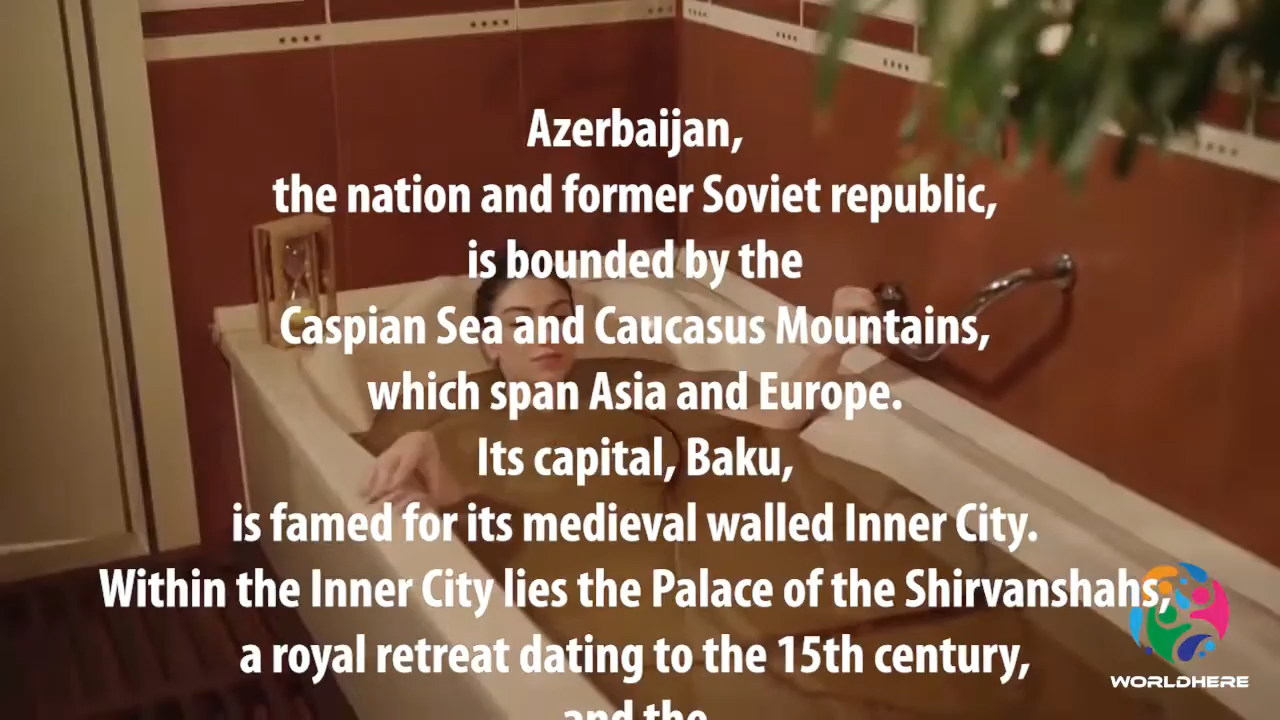 Azerbaijan,
the nation and former Soviet republic,
is bounded by the
Caspian Sea and Caucasus Mountains,
which span Asia and Europe.
Its capital, Baku,
is famed for its medieval walled Inner City.
Within the Inner City lies the Palace of the Shirvanshahs,
a royal retreat dating to the 15th century,
and the
WORLDHERE